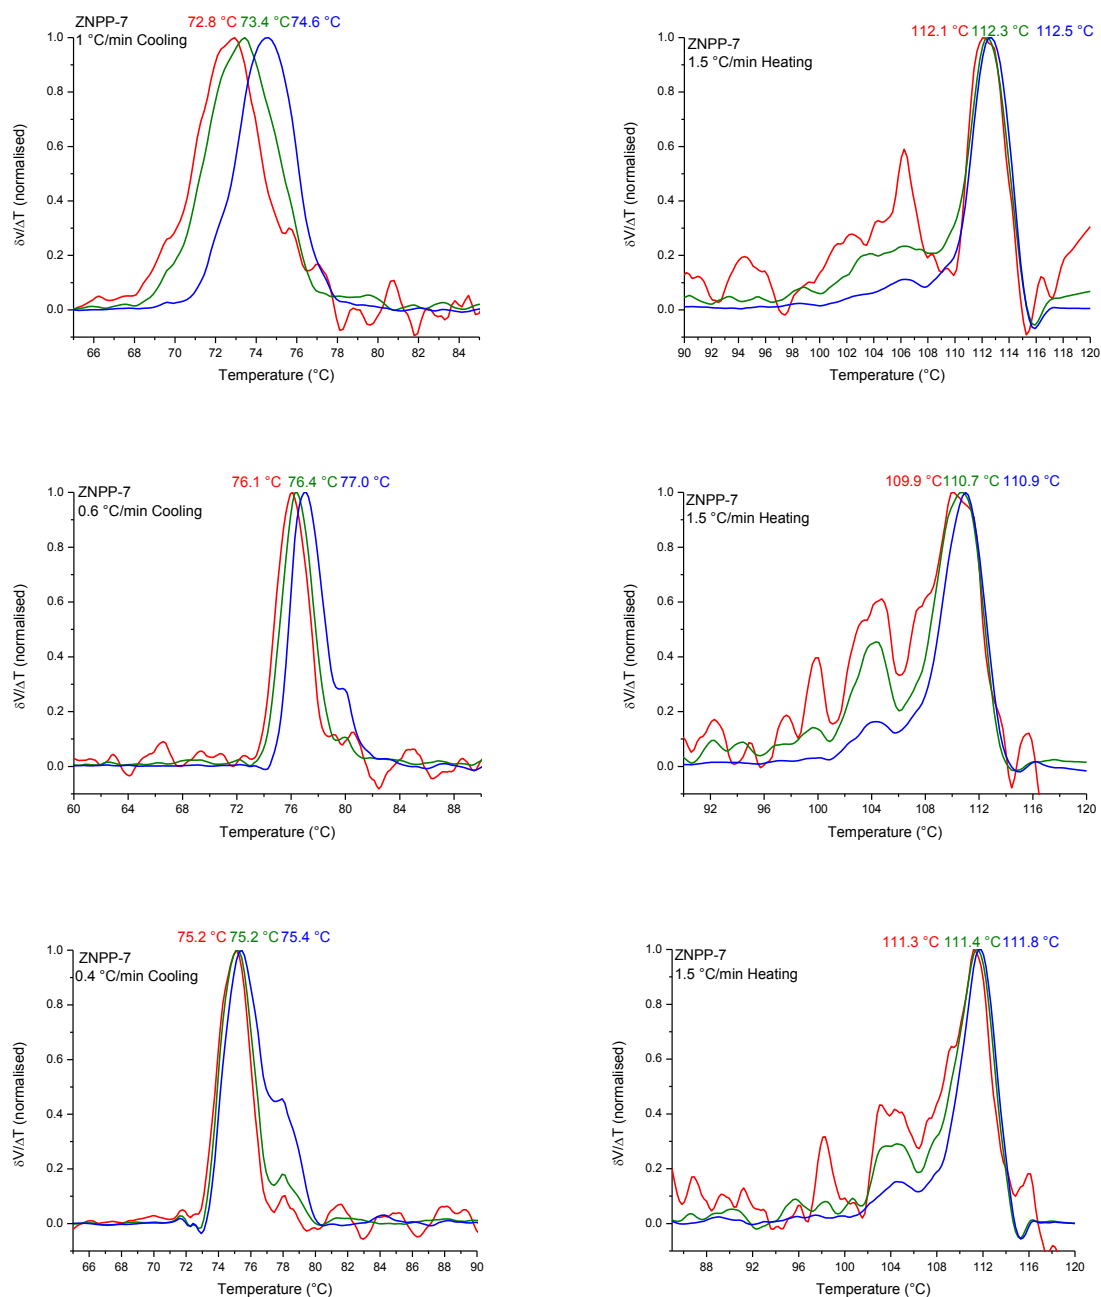 ZNPP-7
1 °C/min Cooling
72.8 °C 73.4 °C 74.6 °C
1.0
0.8
0.6
0.4
0.2
0.0
δV/ΔT (normalised)
66 68 70 72 74 76 78 80 82 84
Temperature (°C)
ZNPP-7
1.5 °C/min Heating
112.1 °C 112.3 °C 112.5 °C
1.0
0.8
0.6
0.4
0.2
0.0
δV/ΔT (normalised)
90 92 94 96 98 100 102 104 106 108 110 112 114 116 118 120
Temperature (°C)
ZNPP-7
0.6 °C/min Cooling
76.1 °C 76.4 °C 77.0 °C
1.0
0.8
0.6
0.4
0.2
0.0
δV/ΔT (normalised)
60 64 68 72 76 80 84 88
Temperature (°C)
ZNPP-7
1.5 °C/min Heating
109.9 °C 110.7 °C 110.9 °C
1.0
0.8
0.6
0.4
0.2
0.0
δV/ΔT (normalised)
92 96 100 104 108 112 116 120
Temperature (°C)
ZNPP-7
0.4 °C/min Cooling
75.2 °C 75.2 °C 75.4 °C
1.0
0.8
0.6
0.4
0.2
0.0
δV/ΔT (normalised)
66 68 70 72 74 76 78 80 82 84 86 88 90
Temperature (°C)
ZNPP-7
1.5 °C/min Heating
111.3 °C 111.4 °C 111.8 °C
1.0
0.8
0.6
0.4
0.2
0.0
δV/ΔT (normalised)
88 92 96 100 104 108 112 116 120
Temperature (°C)